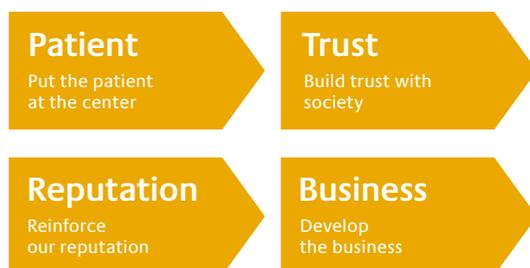 Patient
Put the patient
at the center
Trust
Build trust with
society
Reputation
Reinforce
our reputation
Business
Develop
the business